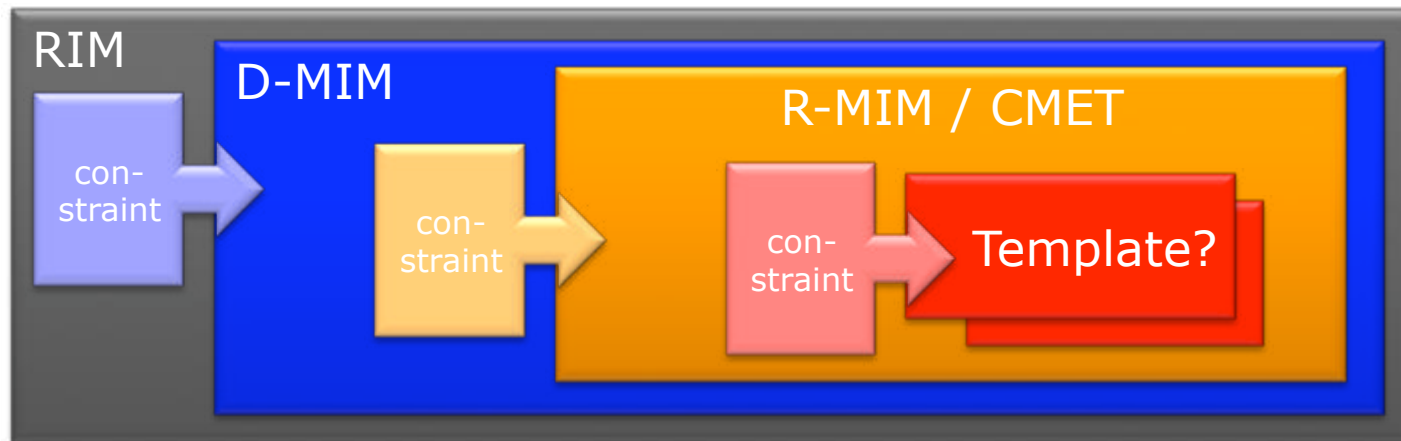 RIM
D-MIM
R-MIM / CMET
con-
straint
con-
straint
con-
straint
Template?